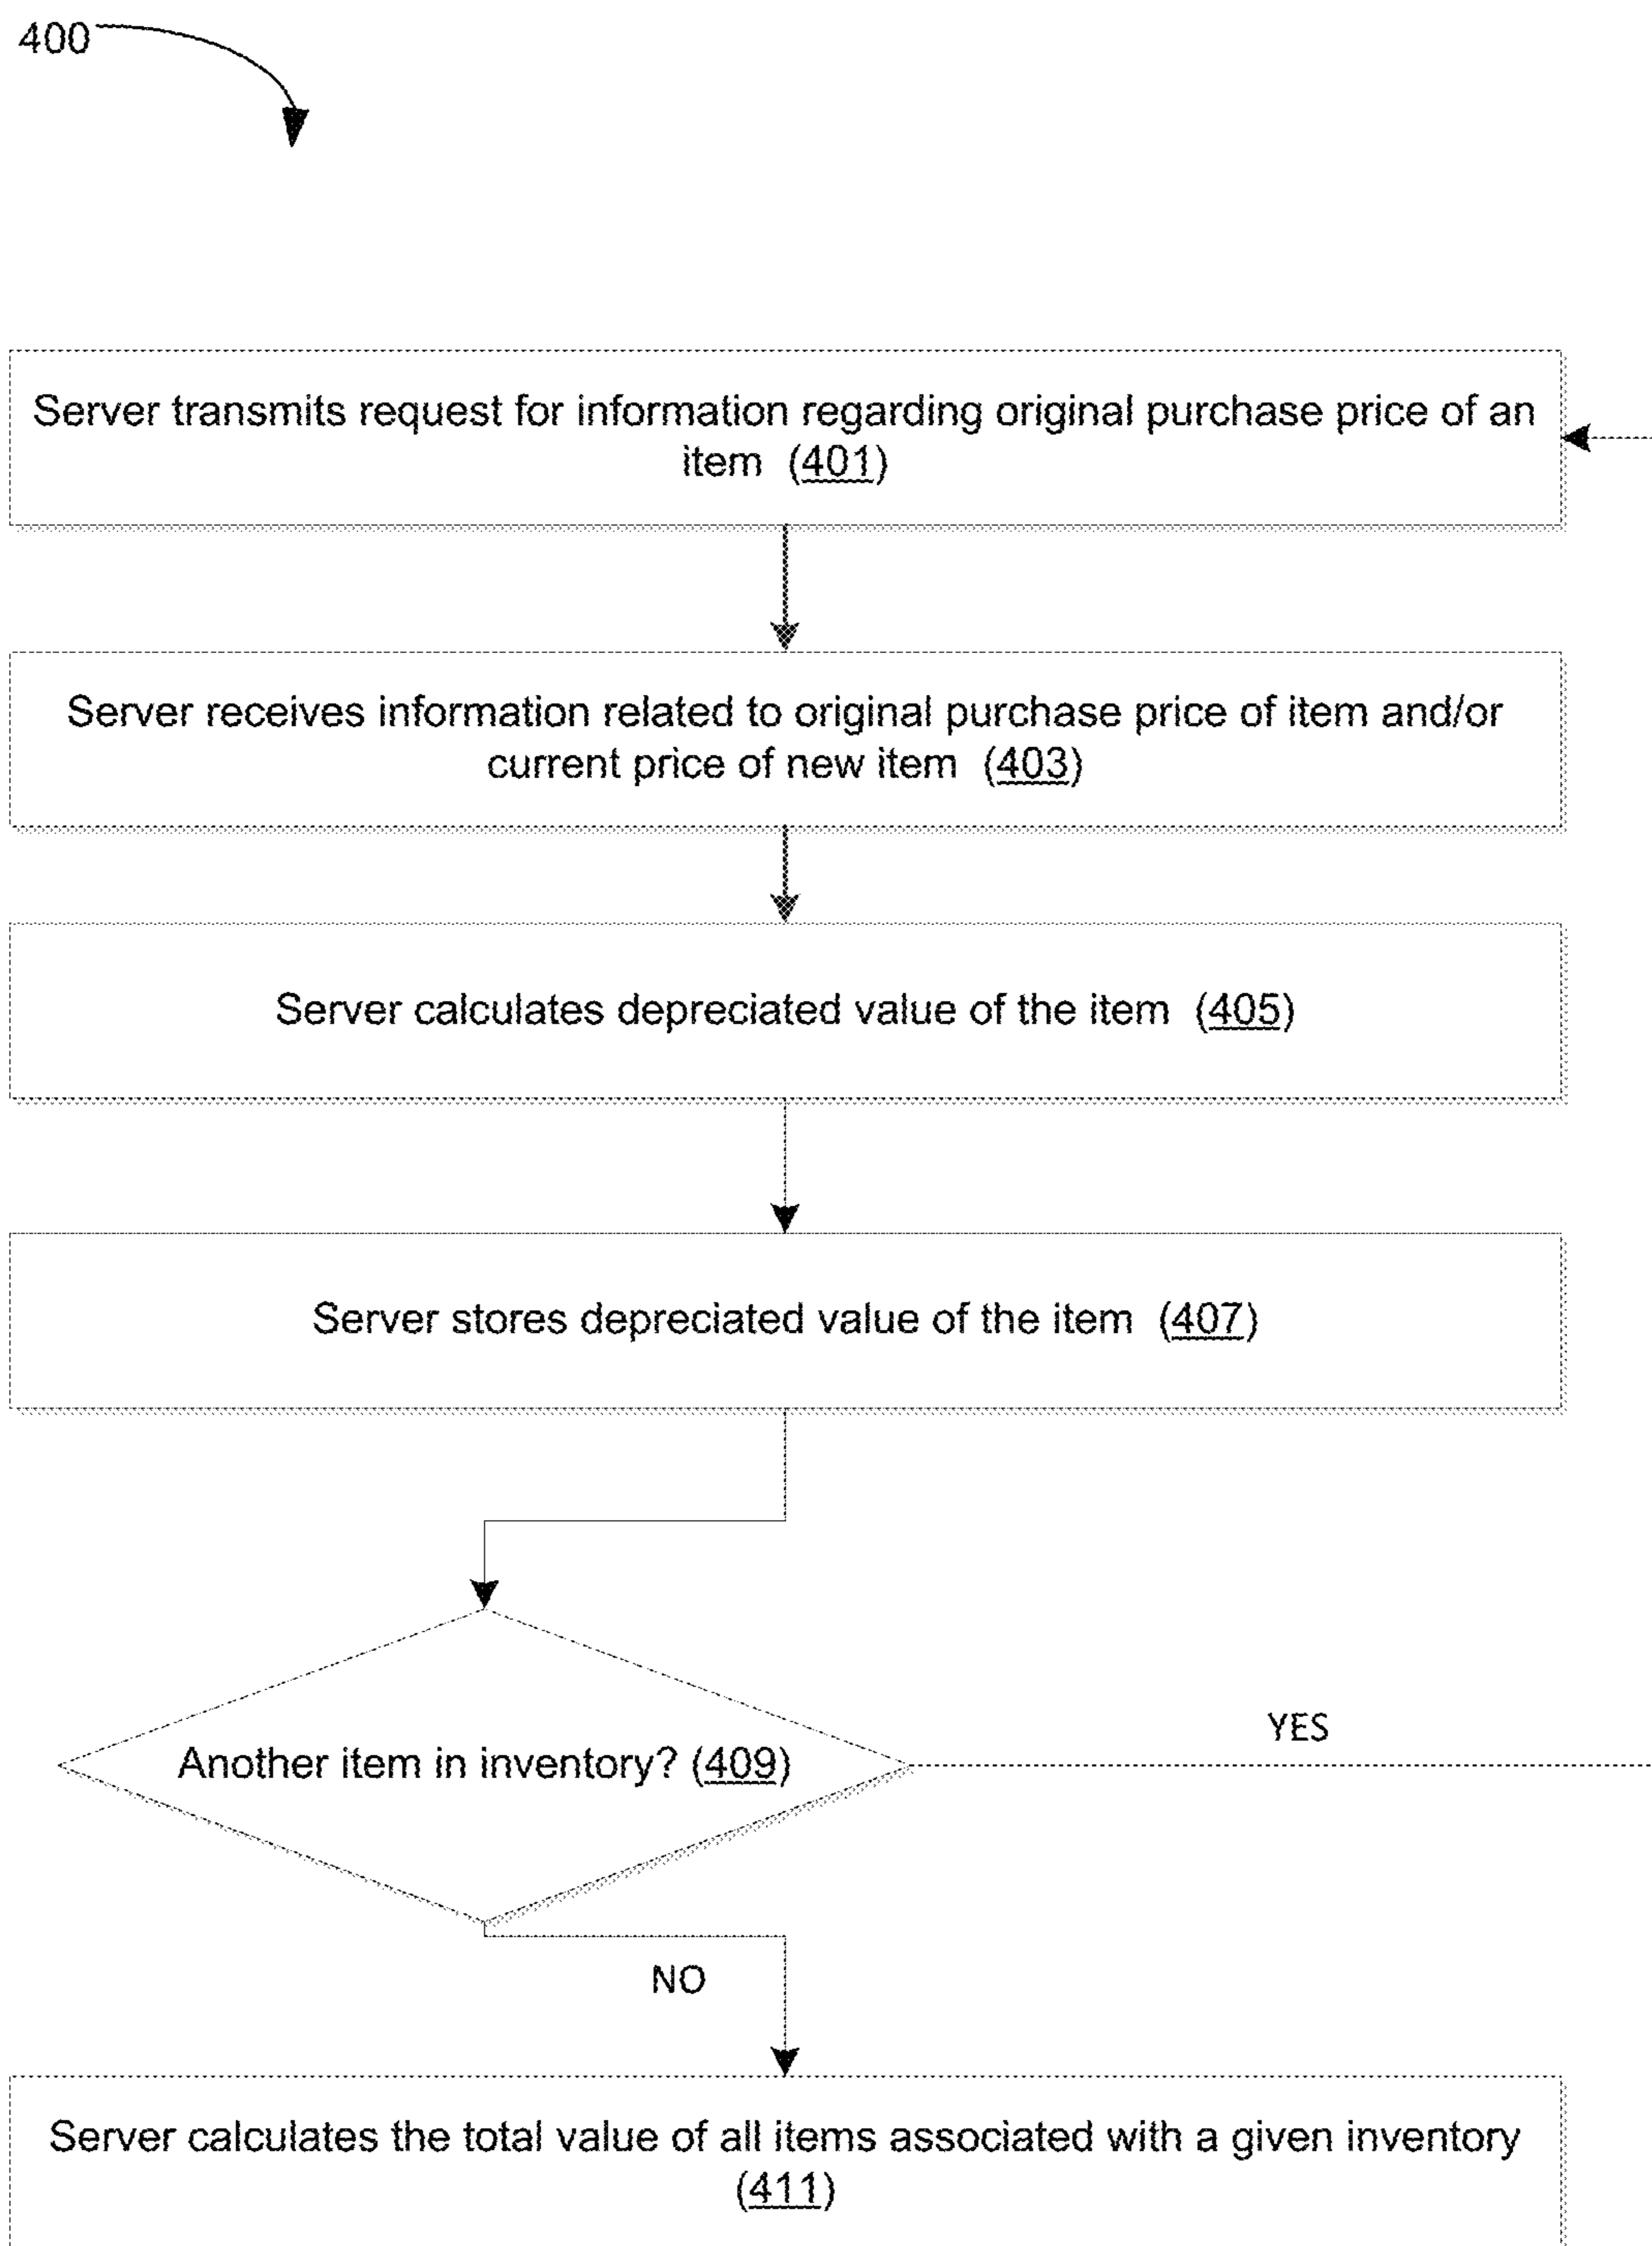 400
Server transmits request for information regarding original purchase price of an
item (401)
Server receives information related to original purchase price of item and/or
current price of new item (403)
Server calculates depreciated value of the item (405)
Server stores depreciated value of the item (407)
Another item in inventory? (409)
YES
NO
Server calculates the total value of all items associated with a given inventory
(411)